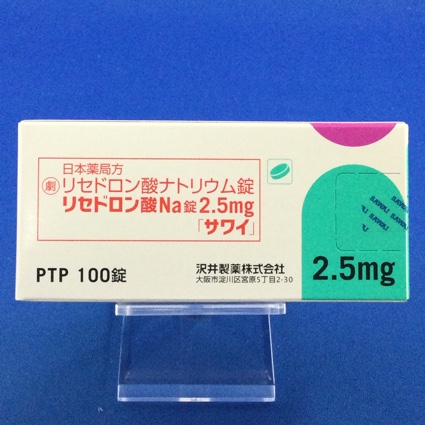 日本薬局方
劇 リセドロン酸ナトリウム錠
リセドロン酸Na錠2.5mg
「サワイ」
PTP 100錠
沢井製薬株式会社
大阪市淀川区宮原5丁目2-30
2.5mg
SAWAI
SAWAI
SAWAI